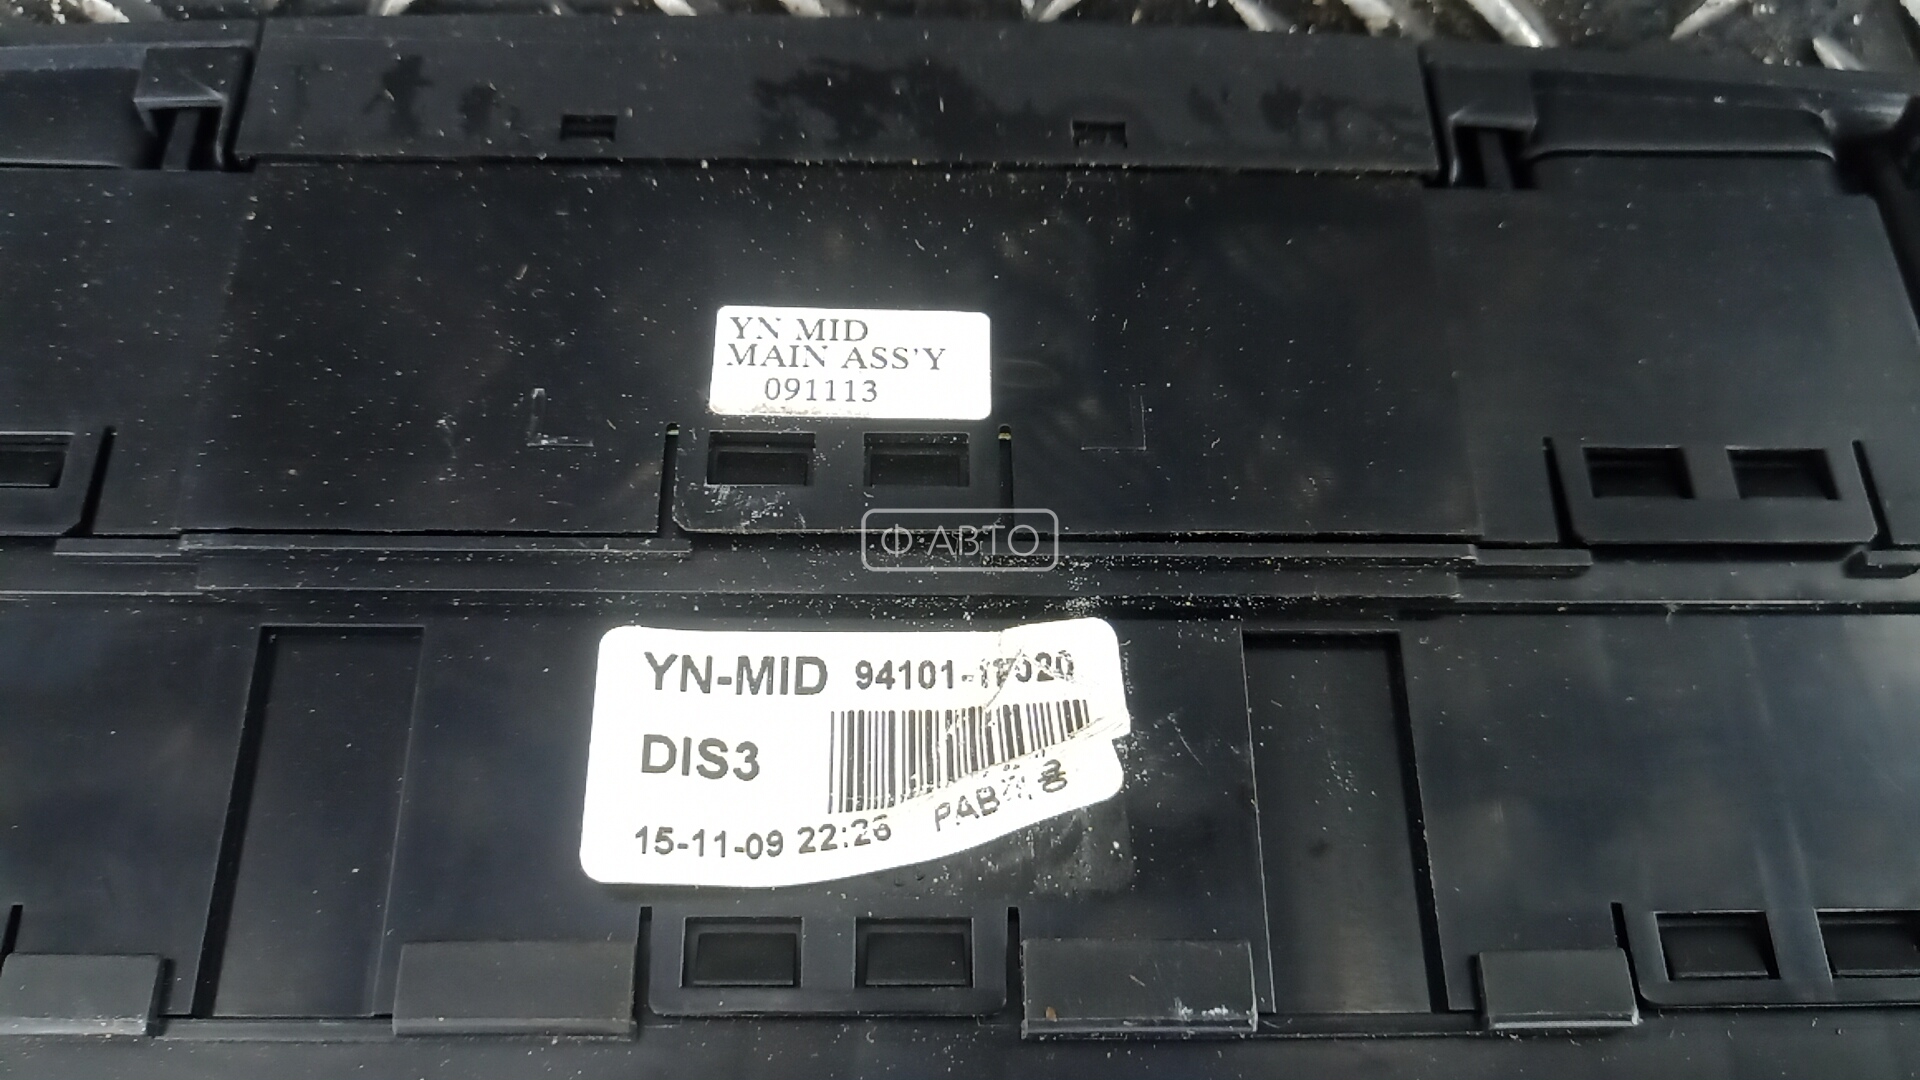 YN MID
MAIN ASS'Y
091113
Ф АВТО
YN-MID
DIS3
15-11-09 22:26